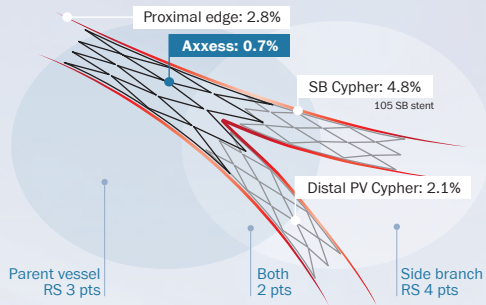 Proximal edge: 2.8%
Axxess: 0.7%
SB Cypher: 4.8%
105 SB stent
Distal PV Cypher: 2.1%
Parent vessel
RS 3 pts
Both
2 pts
Side branch
RS 4 pts